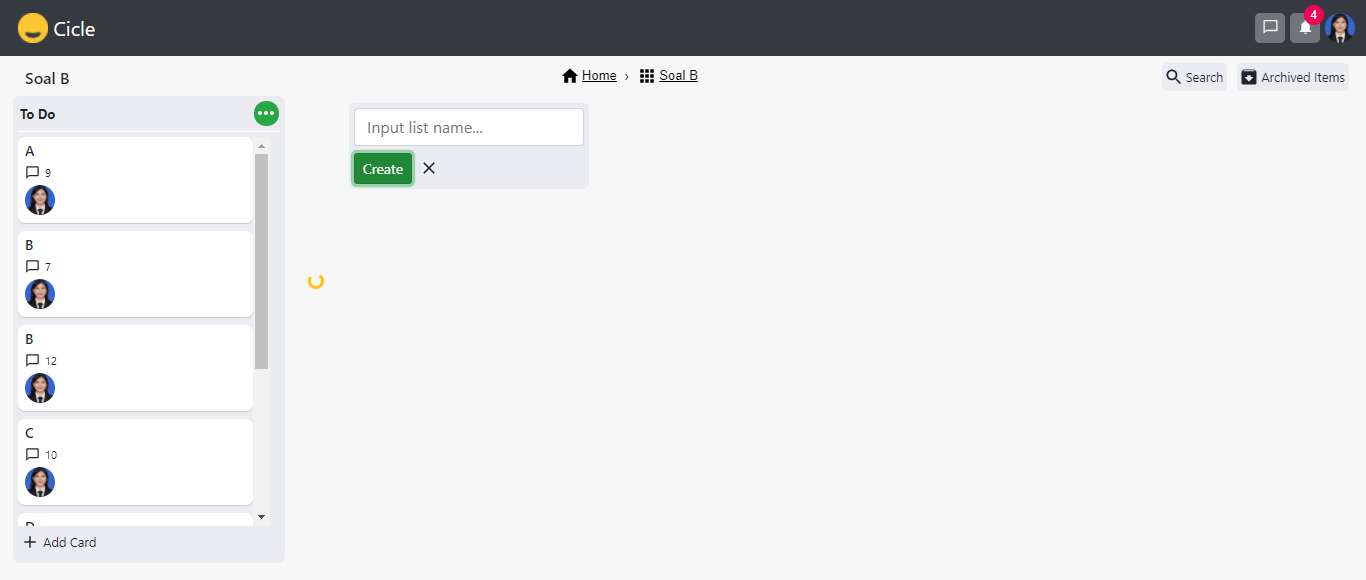 Cicle
4
Soal B
Home › Soal B
Search
Archived Items
To Do
A
9
B
7
B
12
C
10
Add Card
Input list name...
Create